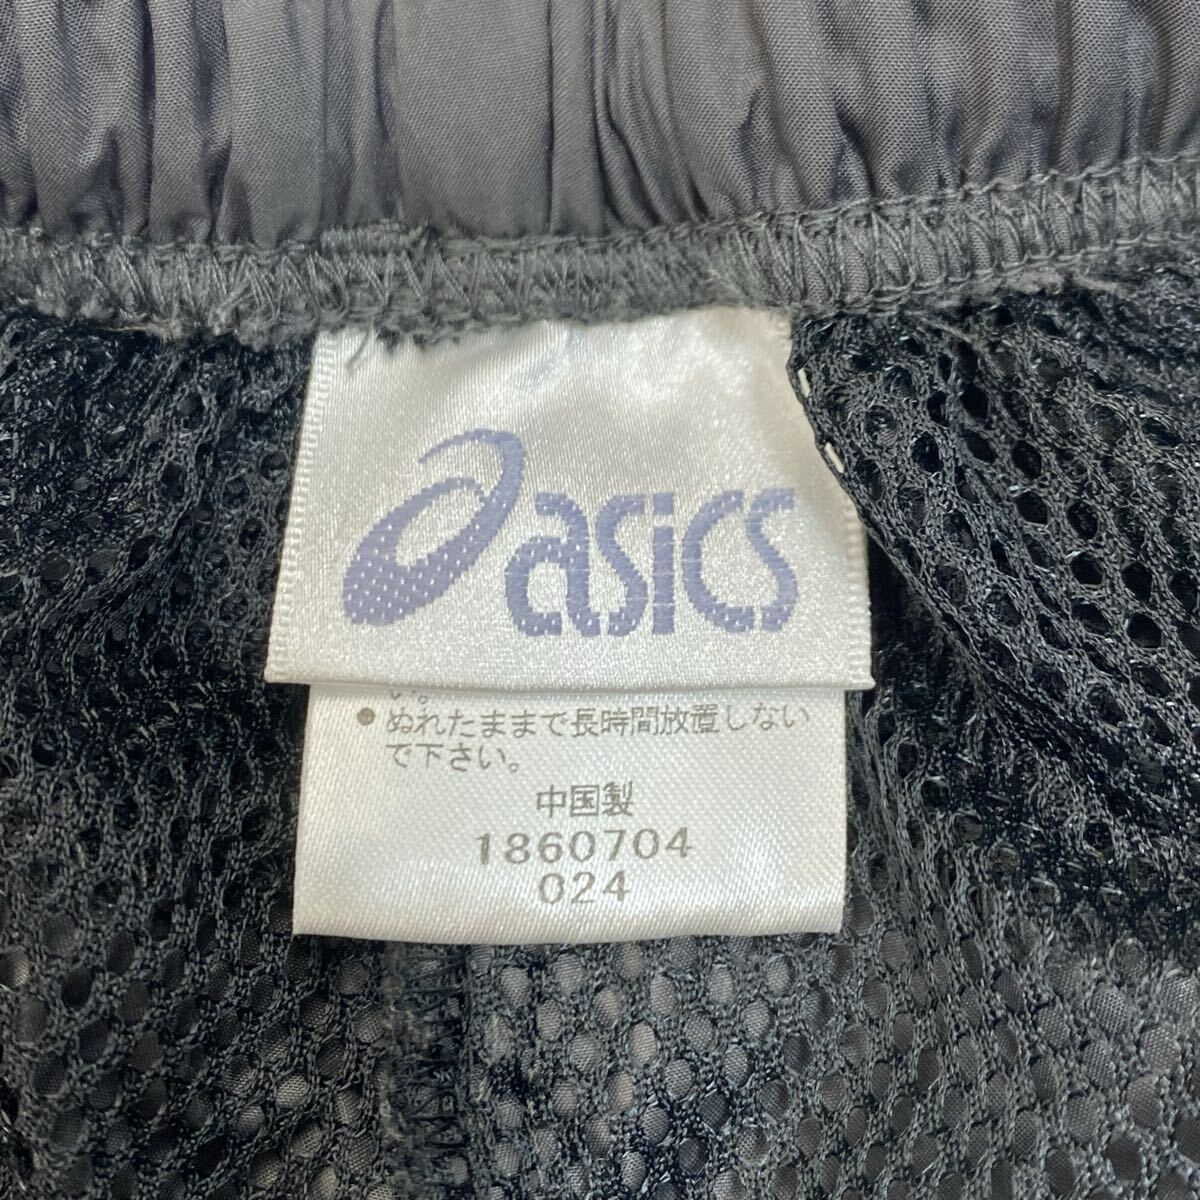 asics
い。
●ぬれたままで長時間放置しない
で下さい。
中国製
1860704
024